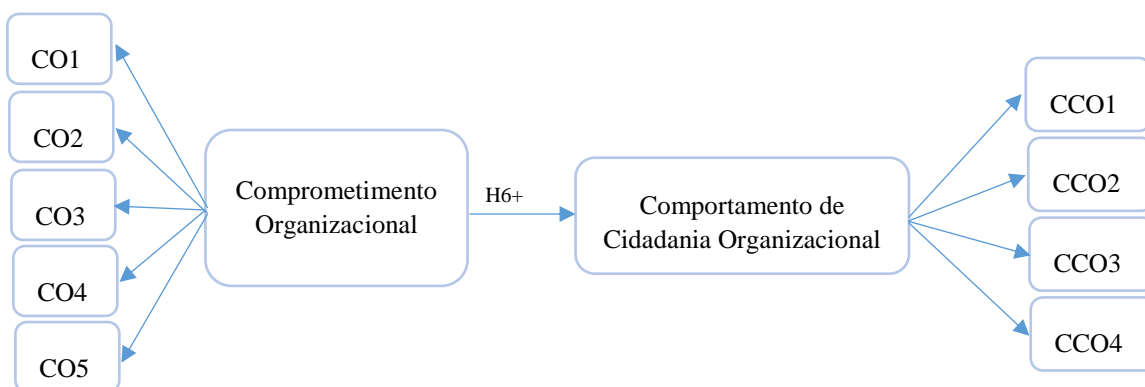 CO1
CO2
CO3
CO4
CO5
Comprometimento
Organizacional
H6+
Comportamento de
Cidadania Organizacional
CCO1
CCO2
CCO3
CCO4